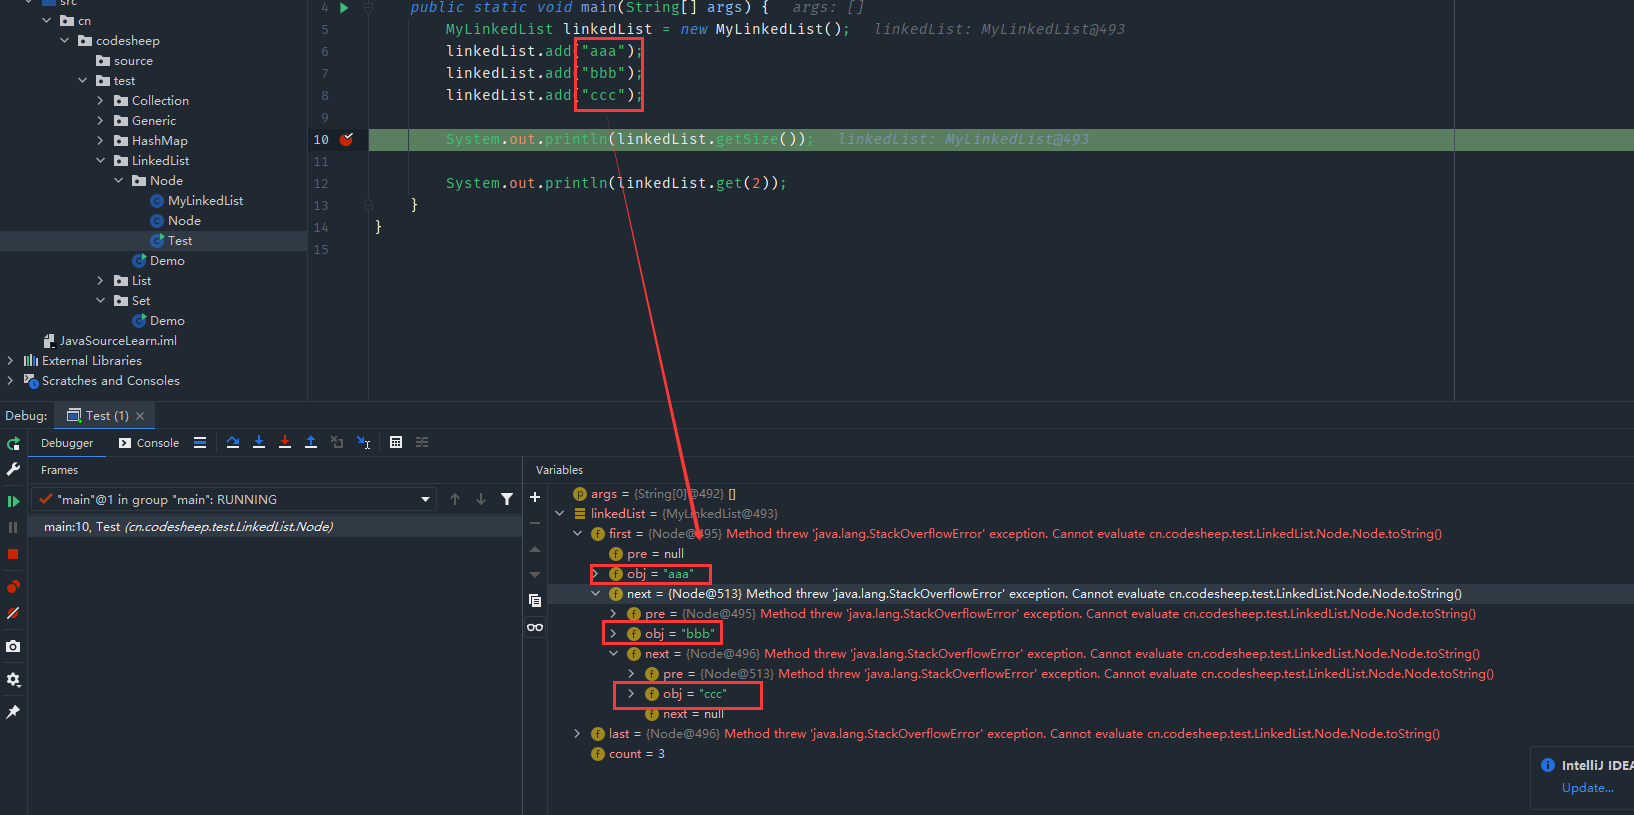 src
cn
codesheep
source
test
Collection
Generic
HashMap
LinkedList
Node
MyLinkedList
Node
Test
Demo
List
Set
Demo
JavaSourceLearn.iml
External Libraries
Scratches and Consoles
4 public static void main(String[] args) { args: []
5 MyLinkedList linkedList = new MyLinkedList(); linkedList: MyLinkedList@493
6 linkedList.add("aaa");
7 linkedList.add("bbb");
8 linkedList.add("ccc");
9
10 System.out.println(linkedList.getSize()); linkedList: MyLinkedList@493
11
12 System.out.println(linkedList.get(2));
13 }
14 }
15
Debug: Test (1)
Debugger Console
Frames
"main"@1 in group "main": RUNNING
main:10, Test (cn.codesheep.test.LinkedList.Node)
Variables
args = {String[0]@492} []
linkedList = {MyLinkedList@493}
first = {Node@495} Method threw 'java.lang.StackOverflowError' exception. Cannot evaluate cn.codesheep.test.LinkedList.Node.Node.toString()
pre = null
obj = "aaa"
next = {Node@513} Method threw 'java.lang.StackOverflowError' exception. Cannot evaluate cn.codesheep.test.LinkedList.Node.Node.toString()
pre = {Node@495} Method threw 'java.lang.StackOverflowError' exception. Cannot evaluate cn.codesheep.test.LinkedList.Node.Node.toString()
obj = "bbb"
next = {Node@496} Method threw 'java.lang.StackOverflowError' exception. Cannot evaluate cn.codesheep.test.LinkedList.Node.Node.toString()
pre = {Node@513} Method threw 'java.lang.StackOverflowError' exception. Cannot evaluate cn.codesheep.test.LinkedList.Node.Node.toString()
obj = "ccc"
next = null
last = {Node@496} Method threw 'java.lang.StackOverflowError' exception. Cannot evaluate cn.codesheep.test.LinkedList.Node.Node.toString()
count = 3
IntelliJ IDEA
Update...